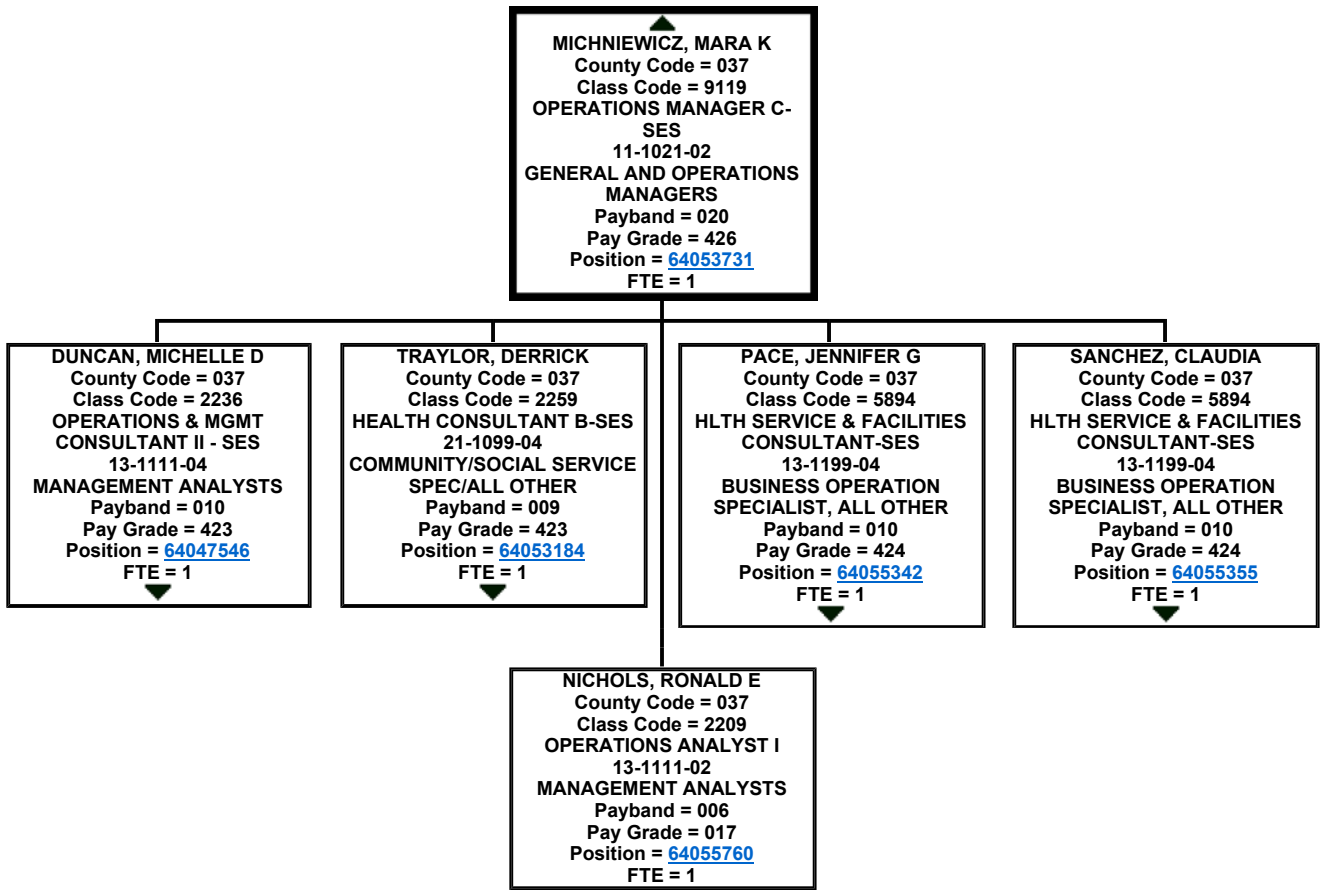 MICHNIEWICZ, MARA K
County Code = 037
Class Code = 9119
OPERATIONS MANAGER C-
SES
11-1021-02
GENERAL AND OPERATIONS
MANAGERS
Payband = 020
Pay Grade = 426
Position = 64053731
FTE = 1
DUNCAN, MICHELLE D
County Code = 037
Class Code = 2236
OPERATIONS & MGMT
CONSULTANT II - SES
13-1111-04
MANAGEMENT ANALYSTS
Payband = 010
Pay Grade = 423
Position = 64047546
FTE = 1
TRAYLOR, DERRICK
County Code = 037
Class Code = 2259
HEALTH CONSULTANT B-SES
21-1099-04
COMMUNITY/SOCIAL SERVICE
SPEC/ALL OTHER
Payband = 009
Pay Grade = 423
Position = 64053184
FTE = 1
PACE, JENNIFER G
County Code = 037
Class Code = 5894
HLTH SERVICE & FACILITIES
CONSULTANT-SES
13-1199-04
BUSINESS OPERATION
SPECIALIST, ALL OTHER
Payband = 010
Pay Grade = 424
Position = 64055342
FTE = 1
SANCHEZ, CLAUDIA
County Code = 037
Class Code = 5894
HLTH SERVICE & FACILITIES
CONSULTANT-SES
13-1199-04
BUSINESS OPERATION
SPECIALIST, ALL OTHER
Payband = 010
Pay Grade = 424
Position = 64055355
FTE = 1
NICHOLS, RONALD E
County Code = 037
Class Code = 2209
OPERATIONS ANALYST I
13-1111-02
MANAGEMENT ANALYSTS
Payband = 006
Pay Grade = 017
Position = 64055760
FTE = 1